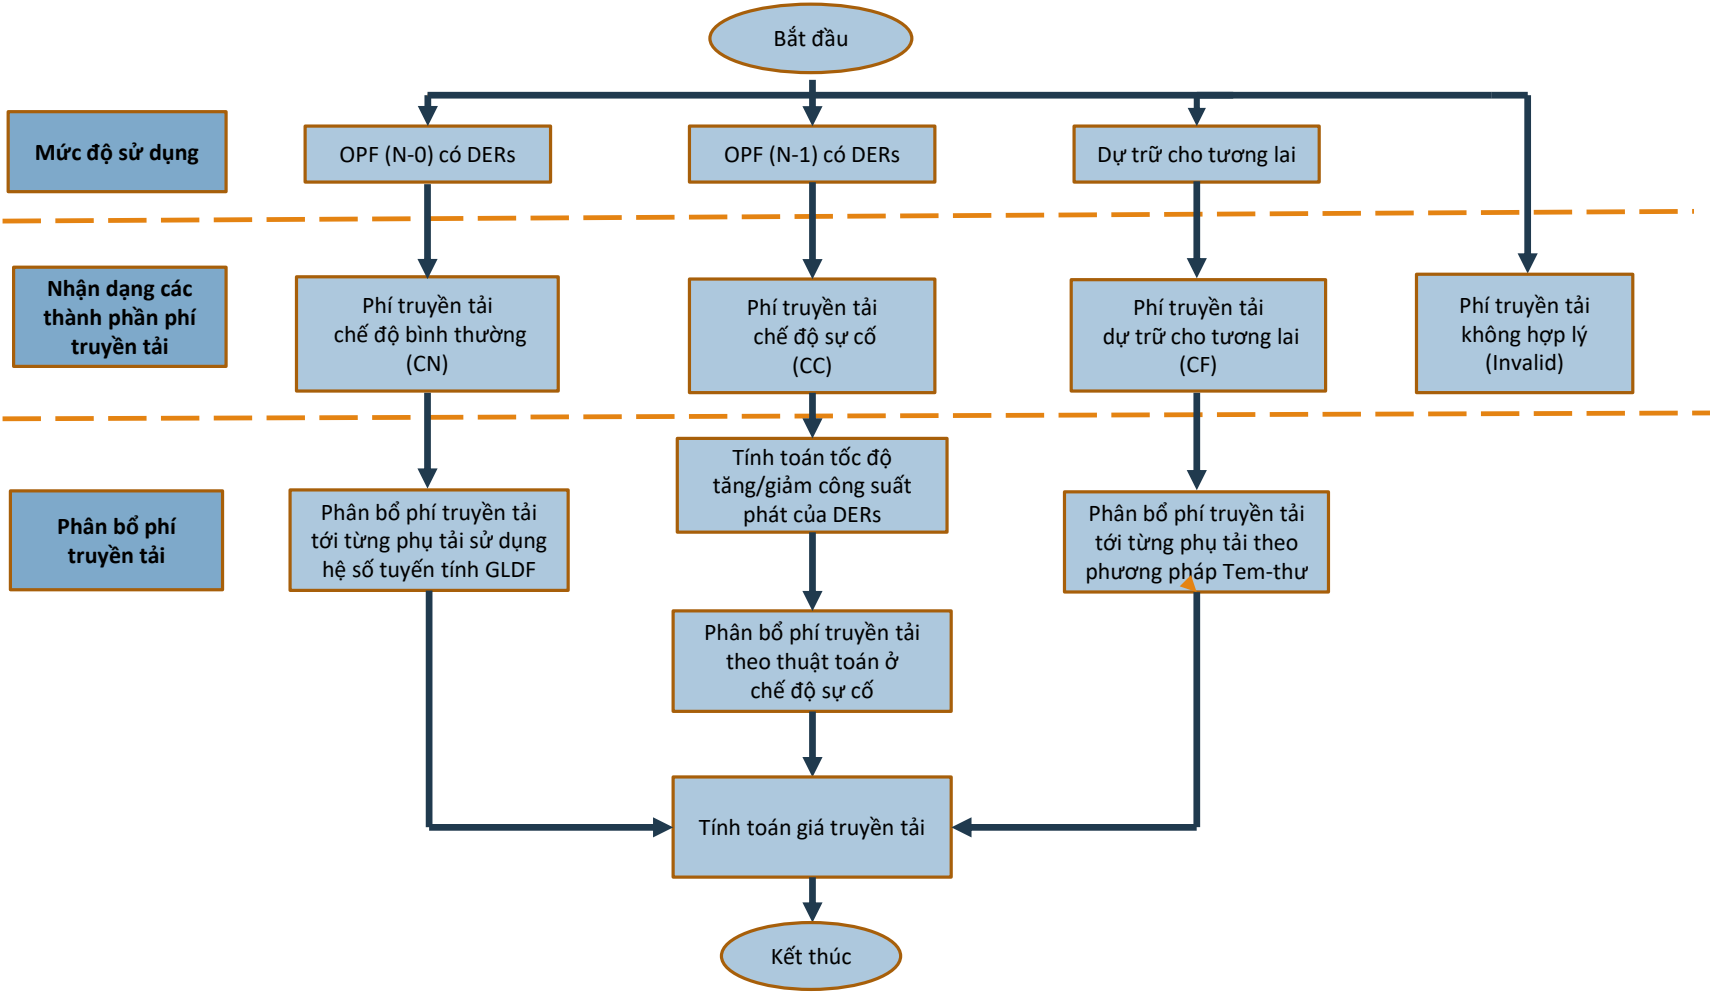 Bắt đầu
Mức độ sử dụng
OPF (N-0) có DERs
OPF (N-1) có DERs
Dự trữ cho tương lai
Nhận dạng các
thành phần phí
truyền tải
Phí truyền tải
chế độ bình thường
(CN)
Phí truyền tải
chế độ sự cố
(CC)
Phí truyền tải
dự trữ cho tương lai
(CF)
Phí truyền tải
không hợp lý
(Invalid)
Phân bổ phí
truyền tải
Phân bổ phí truyền tải
tới từng phụ tải sử dụng
hệ số tuyến tính GLDF
Tính toán tốc độ
tăng/giảm công suất
phát của DERs
Phân bổ phí truyền tải
tới từng phụ tải theo
phương pháp Tem-thư
Phân bổ phí truyền tải
theo thuật toán ở
chế độ sự cố
Tính toán giá truyền tải
Kết thúc